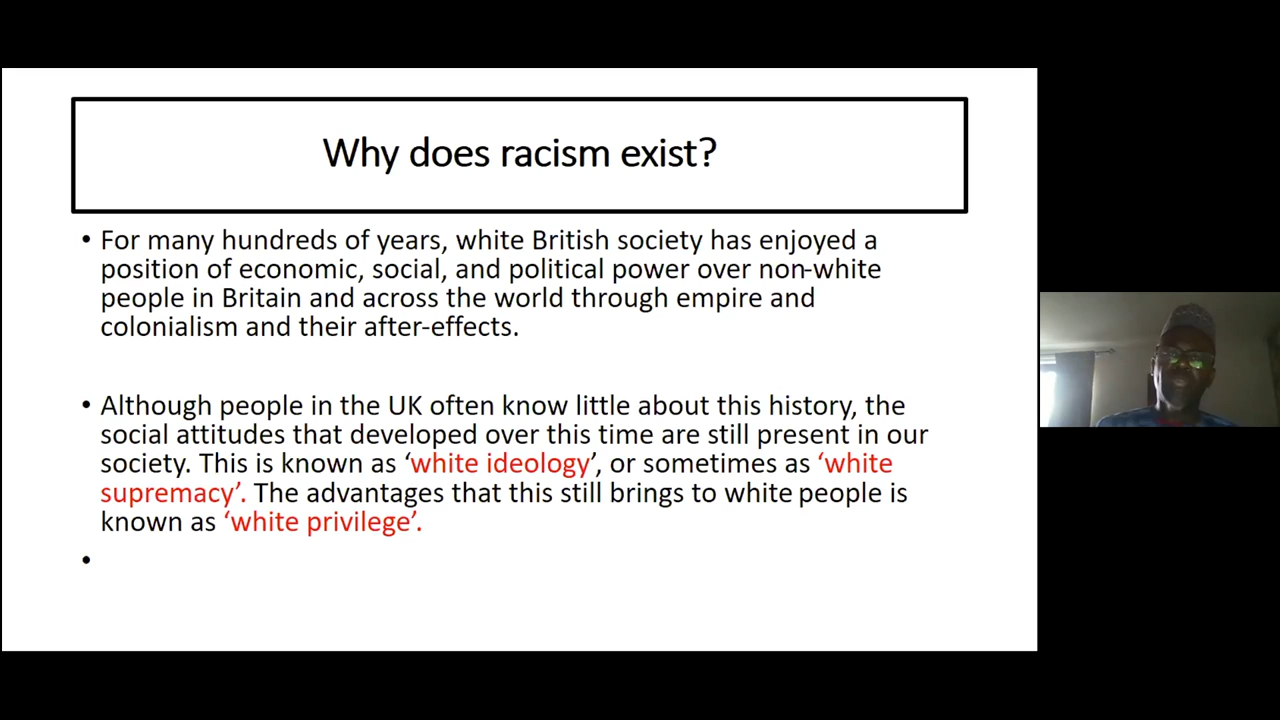 Why does racism exist?
• For many hundreds of years, white British society has enjoyed a
position of economic, social, and political power over non-white
people in Britain and across the world through empire and
colonialism and their after-effects.
• Although people in the UK often know little about this history, the
social attitudes that developed over this time are still present in our
society. This is known as ‘white ideology’, or sometimes as ‘white
supremacy’. The advantages that this still brings to white people is
known as ‘white privilege’.
•